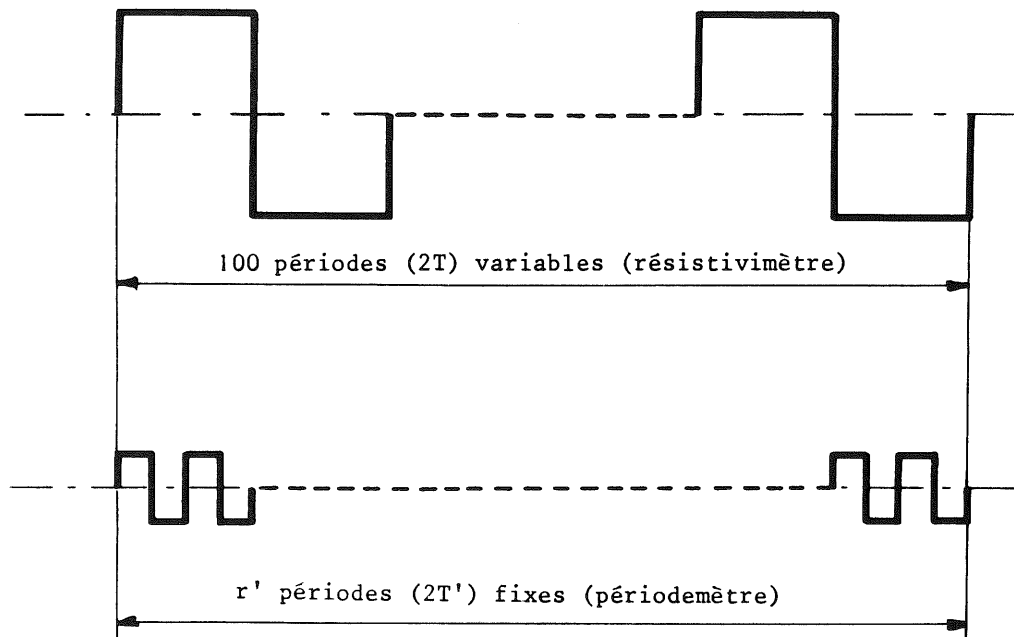 100 périodes (2T) variables (résistivimètre)
r' périodes (2T') fixes (périodemètre)